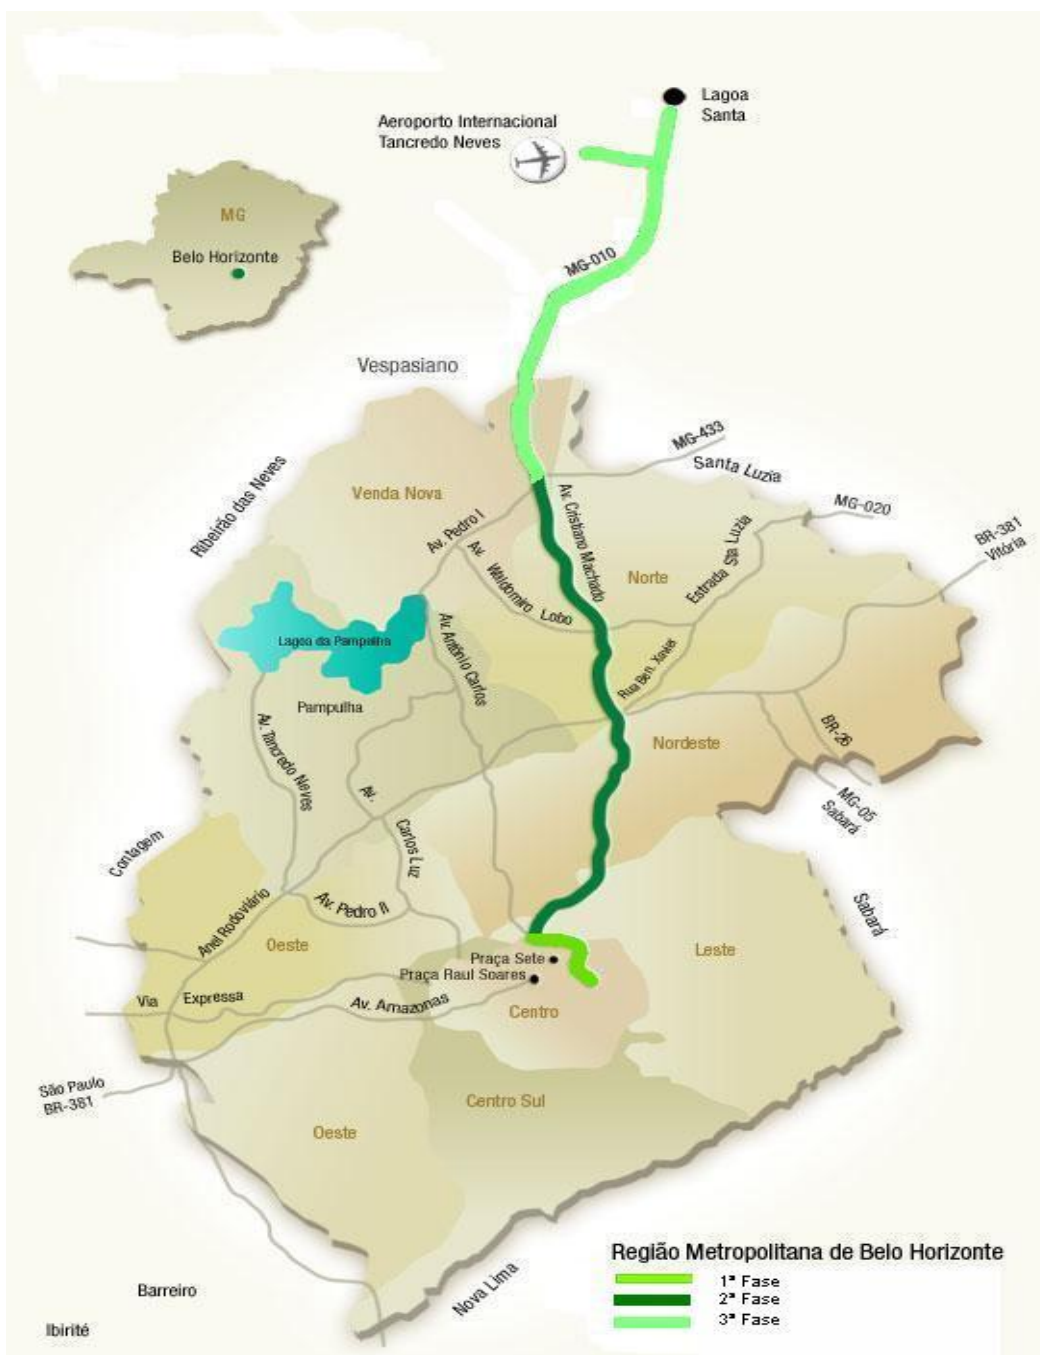 Lagoa
Santa
Aeroporto Internacional
Tancredo Neves
MG
Belo Horizonte
MG-010
Vespasiano
MG-433
Santa Luzia
Ribeirão das Neves
Venda Nova
MG-020
Av. Pedro I
Av. Cristiano Machado
Estrada Sta Luzia
BR-381
Vitória
Av. Waldomiro Lobo
Norte
Lagoa da Pampulha
Av. Antônio Carlos
Rua Ben. Xavier
Pampulha
Av. Tancredo Neves
Nordeste
BR-26
Av. Carlos Luz
MG-05
Sabará
Contagem
Anel Rodoviário
Av. Pedro II
Sabará
Oeste
Leste
Praça Sete
Praça Raul Soares
Via Expressa
Av. Amazonas
Centro
São Paulo
BR-381
Centro Sul
Oeste
Nova Lima
Barreiro
Ibirité
Região Metropolitana de Belo Horizonte
1ª Fase
2ª Fase
3ª Fase